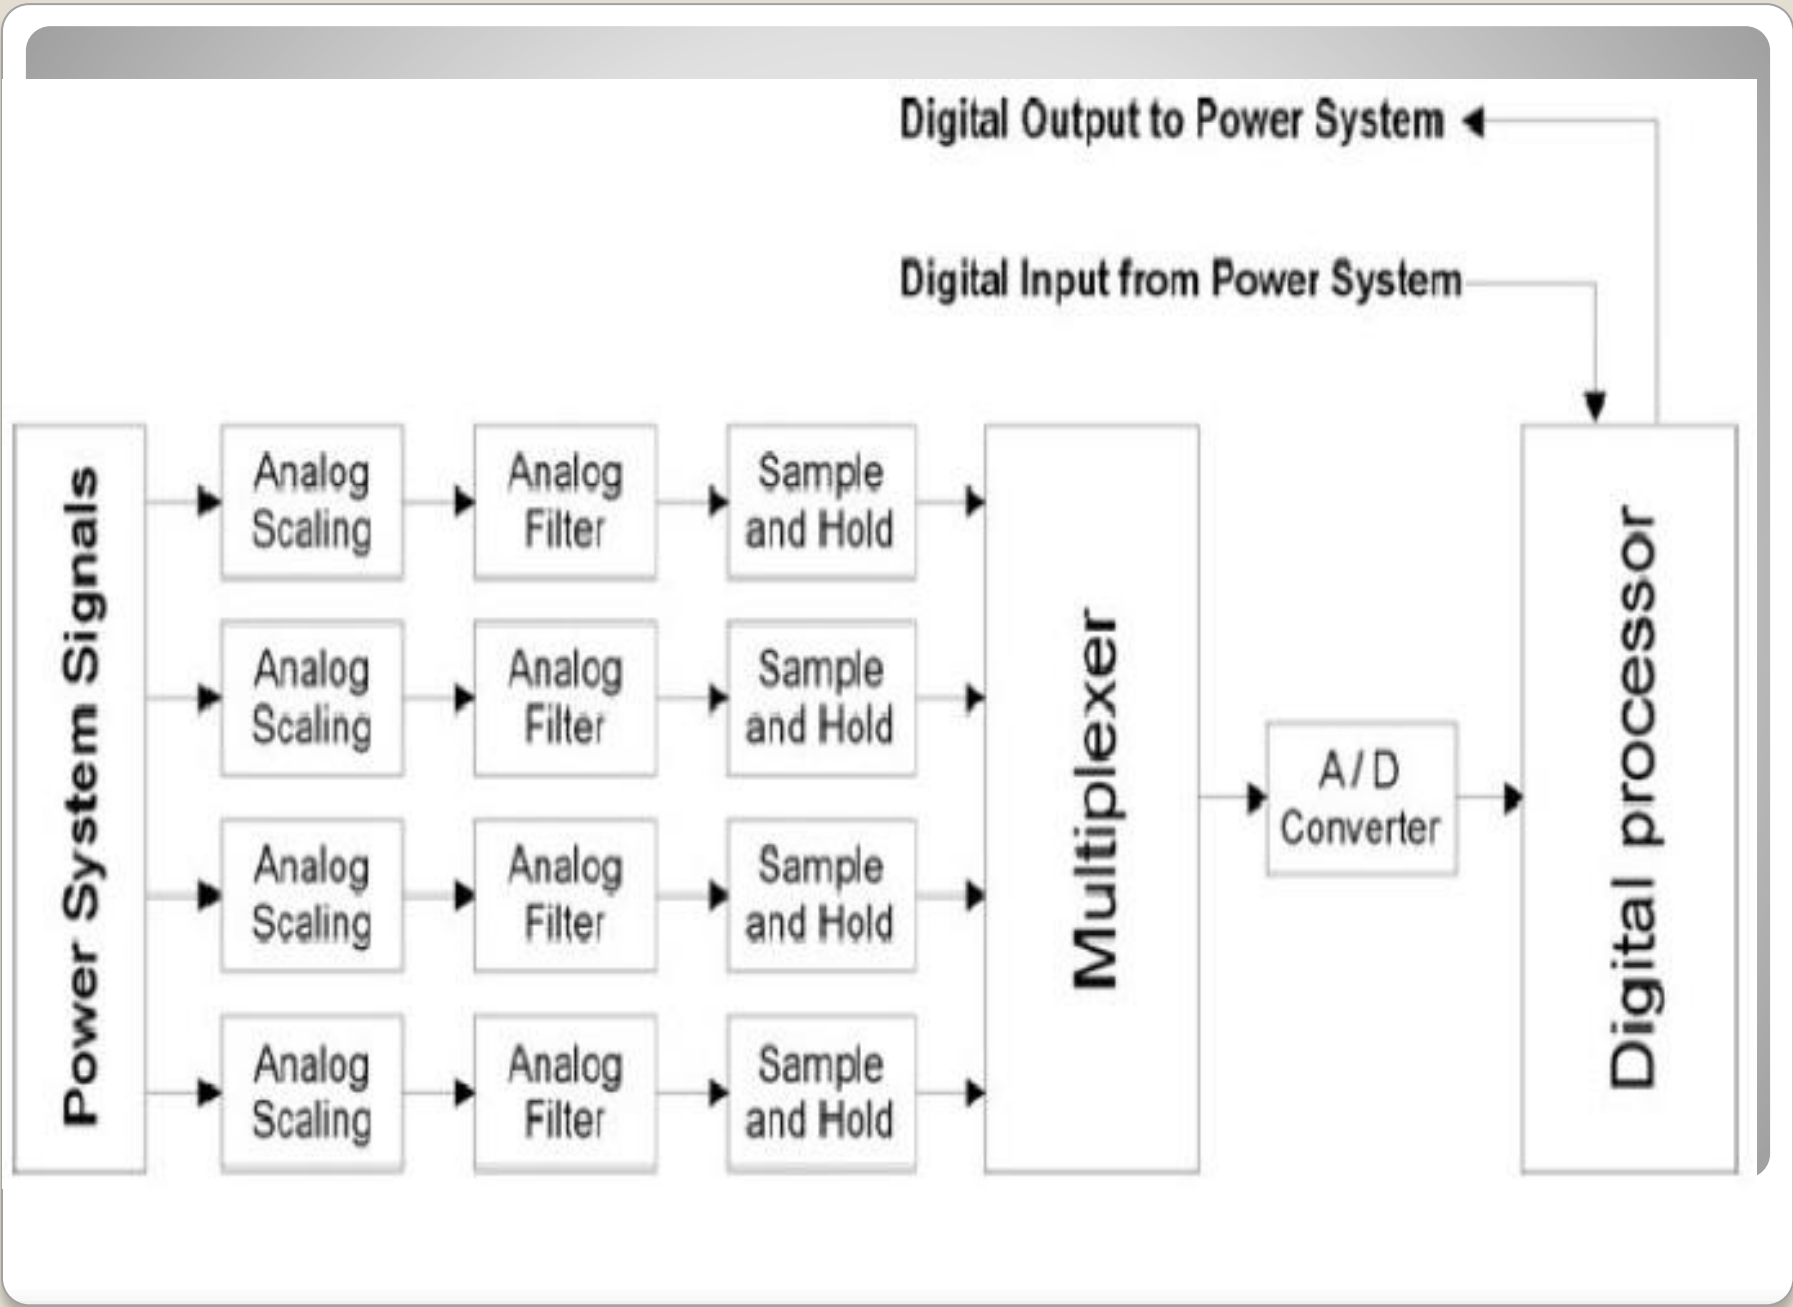 Digital Output to Power System
Digital Input from Power System
Power System Signals
Analog
Scaling
Analog
Filter
Sample
and Hold
Analog
Scaling
Analog
Filter
Sample
and Hold
Analog
Scaling
Analog
Filter
Sample
and Hold
Analog
Scaling
Analog
Filter
Sample
and Hold
Multiplexer
A/D
Converter
Digital processor